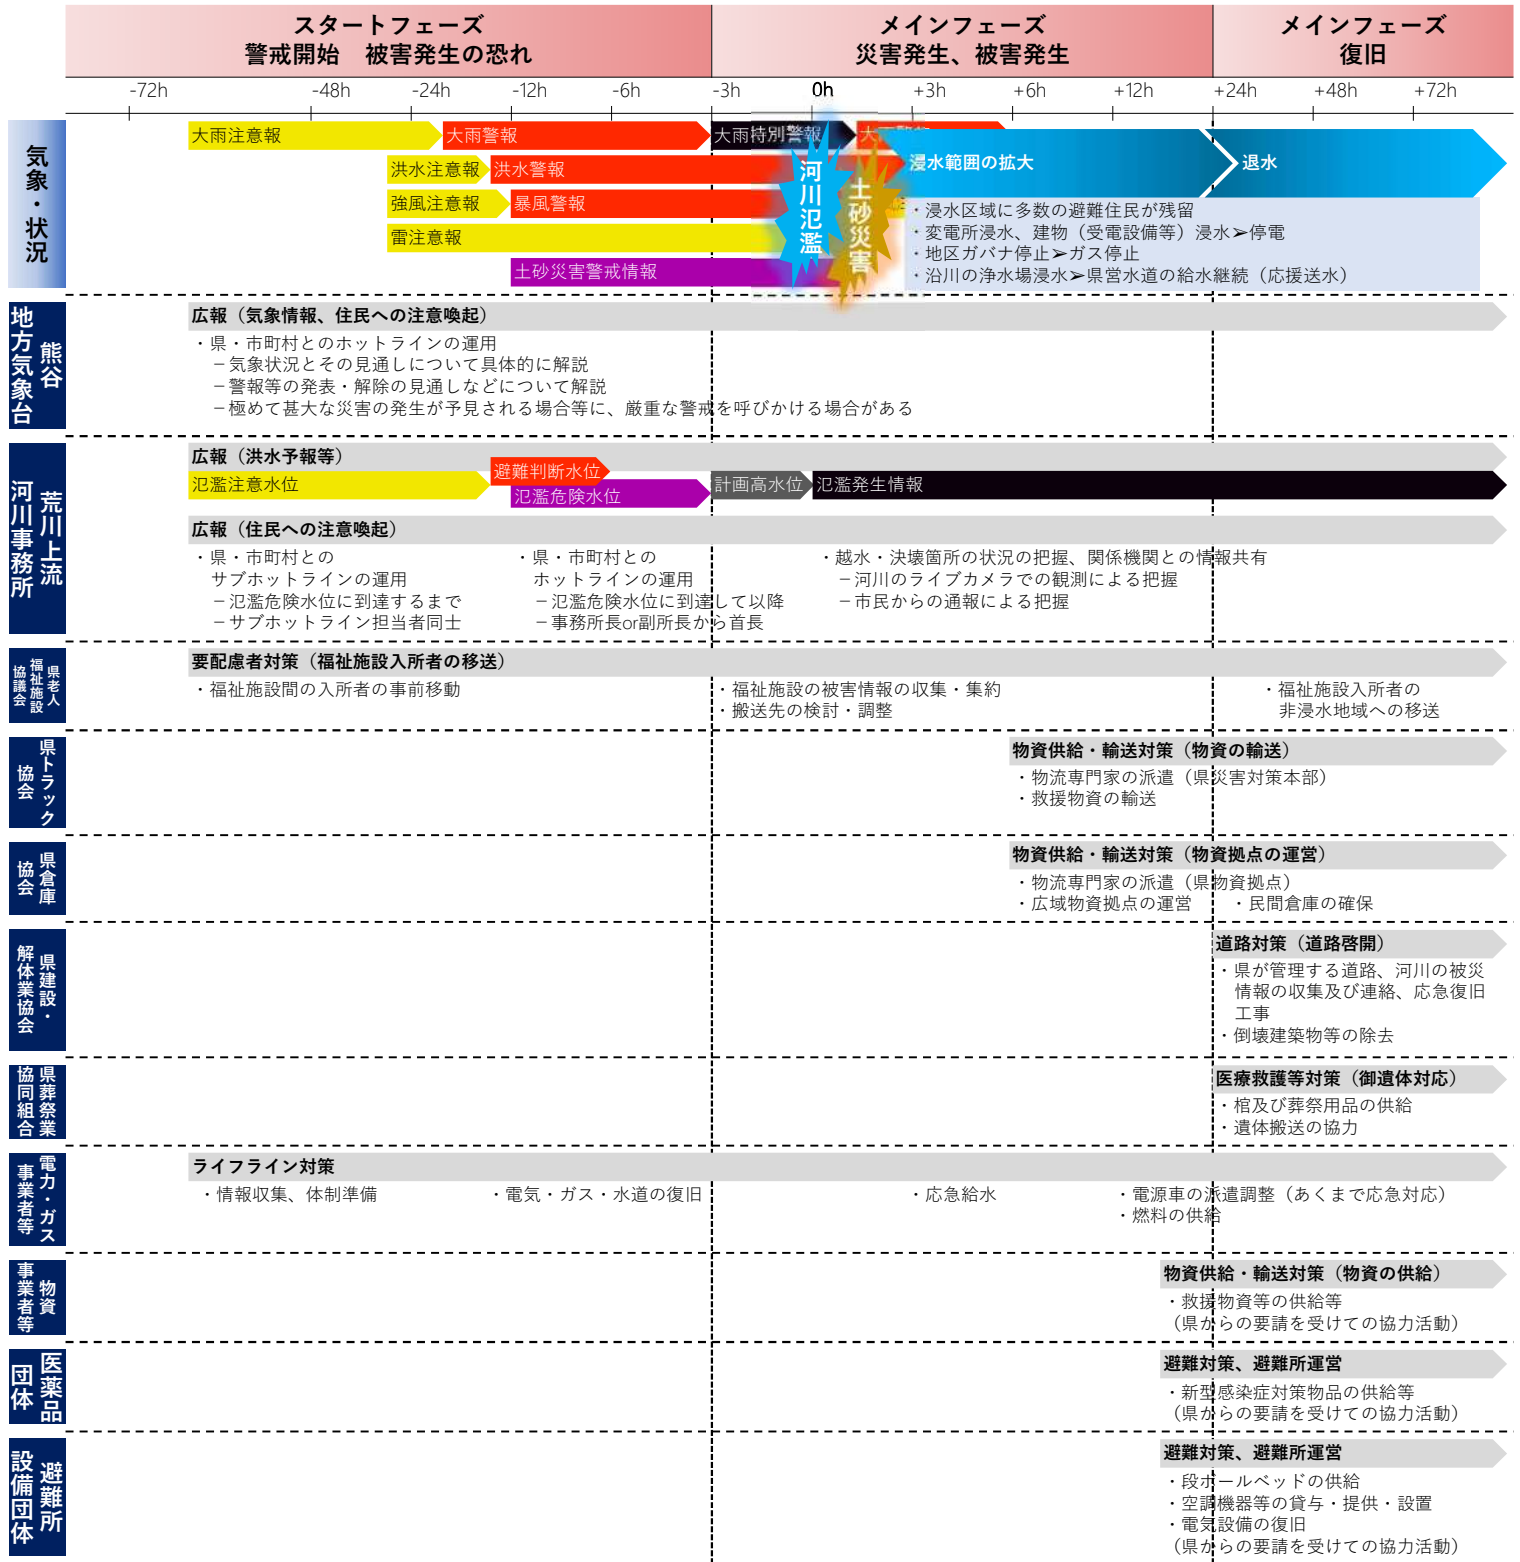 スタートフェーズ
警戒開始　被害発生の恐れ
メインフェーズ
災害発生、被害発生
メインフェーズ
復旧
-72h
-48h
-24h
-12h
-6h
-3h
0h
+3h
+6h
+12h
+24h
+48h
+72h
気象・状況
大雨注意報
大雨警報
大雨特別警報
洪水注意報
洪水警報
強風注意報
暴風警報
雷注意報
土砂災害警戒情報
河川氾濫
土砂災害
浸水範囲の拡大
退水
・浸水区域に多数の避難住民が残留
・変電所浸水、建物（受電設備等）浸水➢停電
・地区ガバナ停止➢ガス停止
・沿川の浄水場浸水➢県営水道の給水継続（応援送水）
熊谷
地方気象台
広報（気象情報、住民への注意喚起）
・県・市町村とのホットラインの運用
－気象状況とその見通しについて具体的に解説
－警報等の発表・解除の見通しなどについて解説
－極めて甚大な災害の発生が予見される場合等に、厳重な警戒を呼びかける場合がある
荒川上流
河川事務所
広報（洪水予報等）
氾濫注意水位
避難判断水位
氾濫危険水位
計画高水位
氾濫発生情報
広報（住民への注意喚起）
・県・市町村との
サブホットラインの運用
－氾濫危険水位に到達するまで
－サブホットライン担当者同士
・県・市町村との
ホットラインの運用
－氾濫危険水位に到達して以降
－事務所長or副所長から首長
・越水・決壊箇所の状況の把握、関係機関との情報共有
－河川のライブカメラでの観測による把握
－市民からの通報による把握
県老人
福祉施設
協議会
要配慮者対策（福祉施設入所者の移送）
・福祉施設間の入所者の事前移動
・福祉施設の被害情報の収集・集約
・搬送先の検討・調整
・福祉施設入所者の
非浸水地域への移送
県トラック
協会
物資供給・輸送対策（物資の輸送）
・物流専門家の派遣（県災害対策本部）
・救援物資の輸送
県倉庫
協会
物資供給・輸送対策（物資拠点の運営）
・物流専門家の派遣（県物資拠点）
・広域物資拠点の運営
・民間倉庫の確保
県建設・
解体業協会
道路対策（道路啓開）
・県が管理する道路、河川の被災
情報の収集及び連絡、応急復旧
工事
・倒壊建築物等の除去
県葬祭業
協同組合
医療救護等対策（御遺体対応）
・棺及び葬祭用品の供給
・遺体搬送の協力
電力・ガス
事業者等
ライフライン対策
・情報収集、体制準備
・電気・ガス・水道の復旧
・応急給水
・電源車の派遣調整（あくまで応急対応）
・燃料の供給
物資
事業者等
物資供給・輸送対策（物資の供給）
・救援物資等の供給等
（県からの要請を受けての協力活動）
医薬品
団体
避難対策、避難所運営
・新型感染症対策物品の供給等
（県からの要請を受けての協力活動）
避難所
設備団体
避難対策、避難所運営
・段ボールベッドの供給
・空調機器等の貸与・提供・設置
・電気設備の復旧
（県からの要請を受けての協力活動）